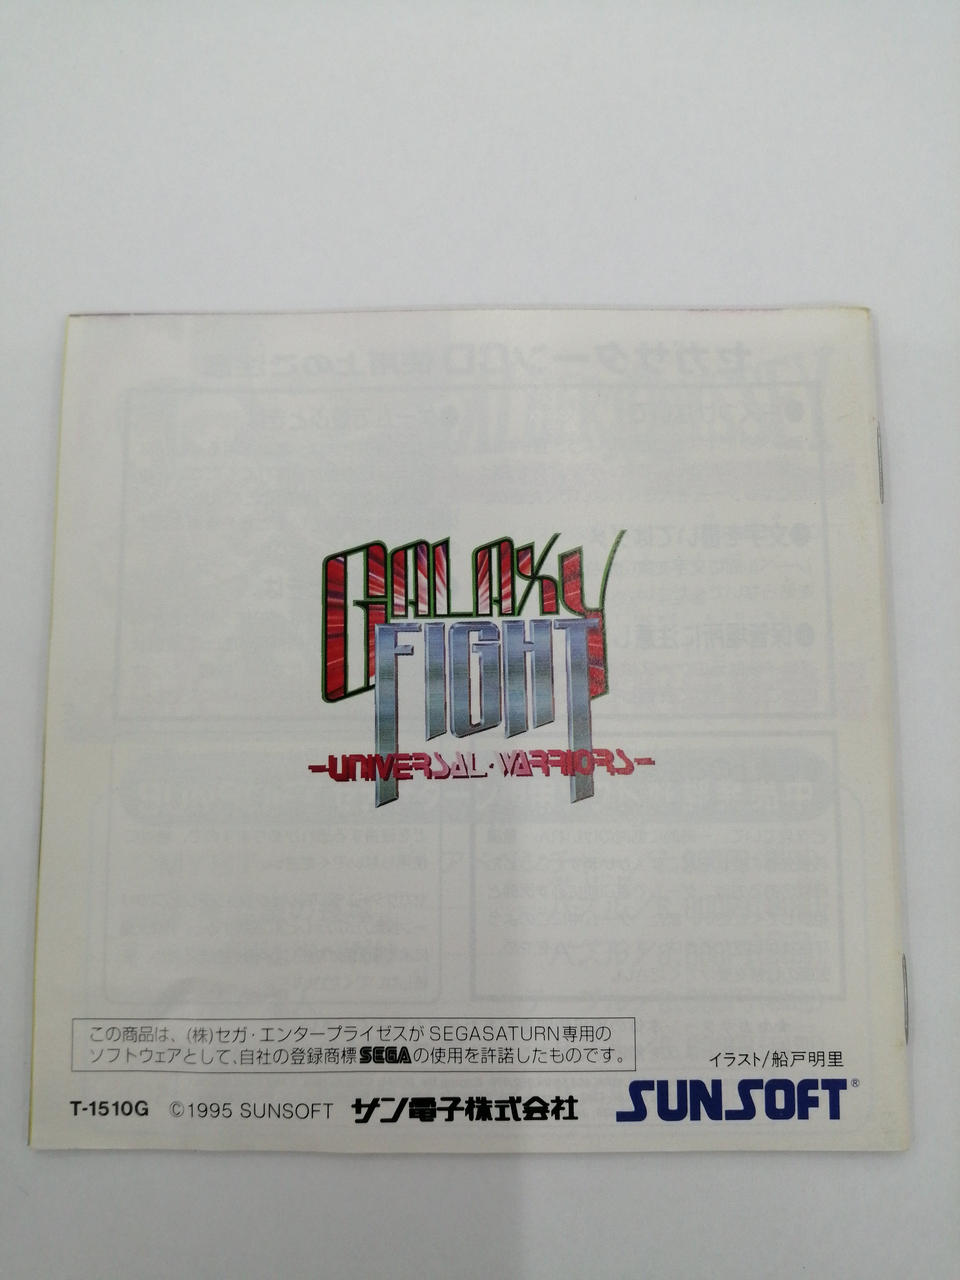 GALAXY
FIGHT
-UNIVERSAL·WARRIORS-
この商品は、(株)セガ・エンタープライゼスがSEGASATURN専用の
ソフトウェアとして、自社の登録商標SEGAの使用を許諾したものです。
イラスト/船戸明里
T-1510G ©1995 SUNSOFT サン電子株式会社 SUNSOFT®